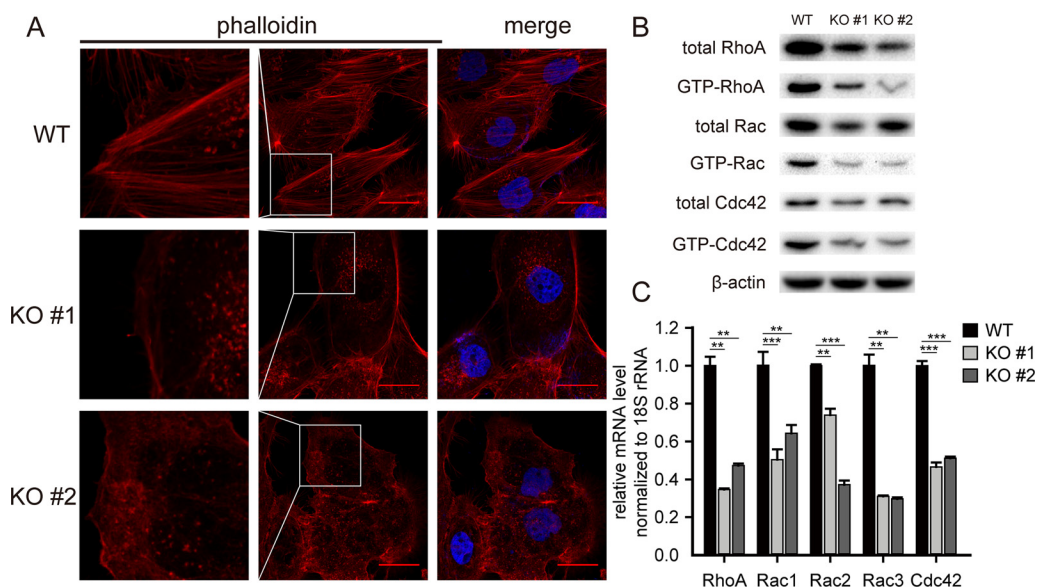 A
phalloidin
merge
WT
KO #1
KO #2
B
WT KO #1 KO #2
total RhoA
GTP-RhoA
total Rac
GTP-Rac
total Cdc42
GTP-Cdc42
β-actin
C
relative mRNA level
normalized to 18S rRNA
1.2
1.0
0.8
0.6
0.4
0.2
0.0
** **
*** **
** ***
** **
*** ***
WT
KO #1
KO #2
RhoA Rac1 Rac2 Rac3 Cdc42